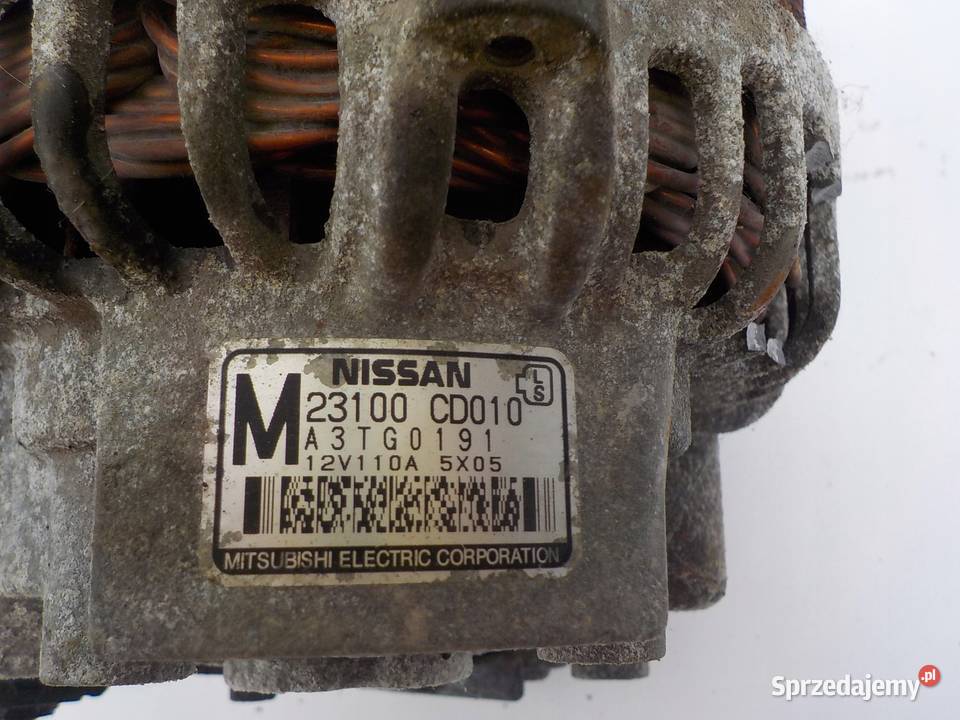 NISSAN
M
L
S
23100 CD010
A3TG0191
12V110A 5X05
MITSUBISHI ELECTRIC CORPORATION
Sprzedajemy.pl